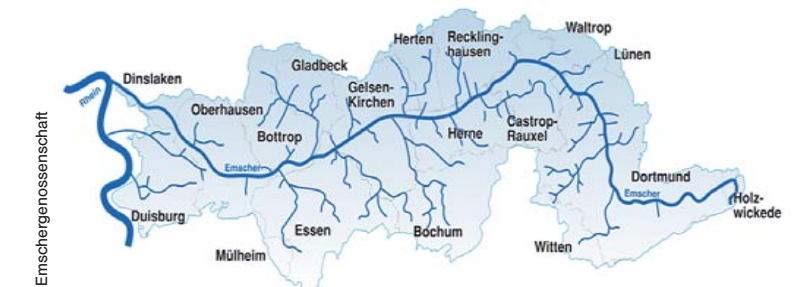 Emschergenossenschaft
Rhein
Dinslaken
Oberhausen
Gladbeck
Bottrop
Gelsen-
Kirchen
Herten
Reckling-
hausen
Waltrop
Lünen
Castrop-
Rauxel
Herne
Emscher
Duisburg
Mülheim
Essen
Bochum
Witten
Dortmund
Emscher
Holz-
wickede